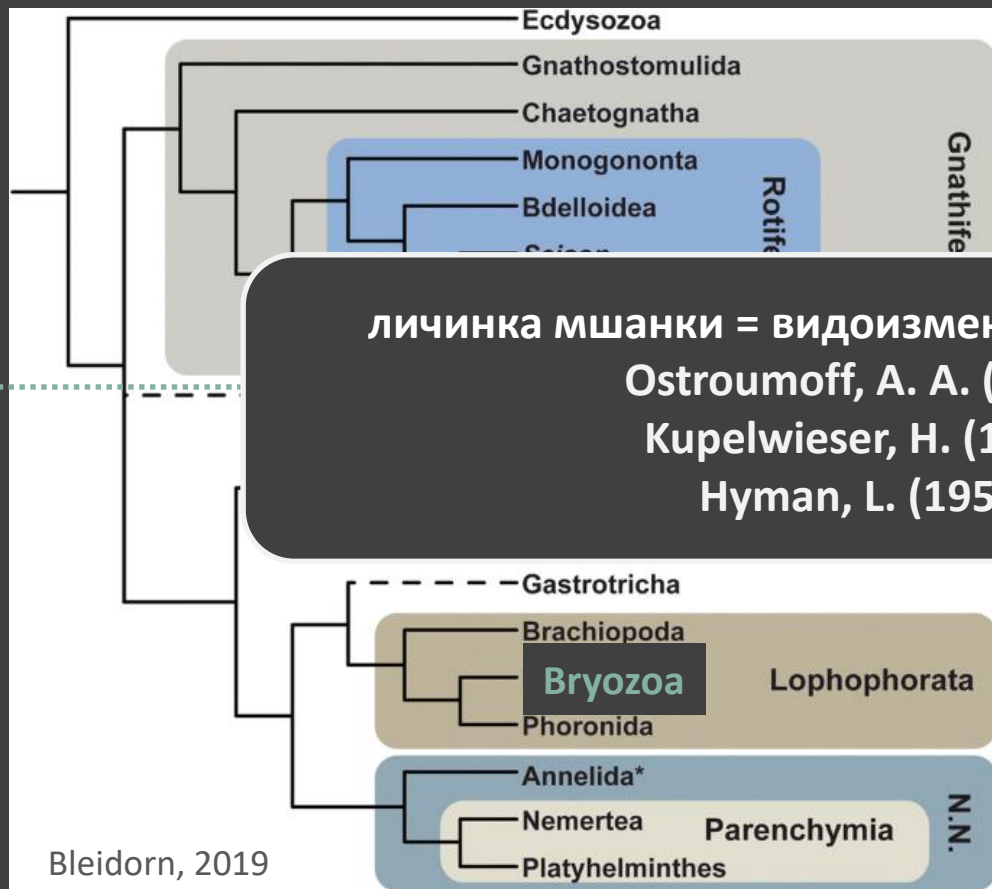 Ecdysozoa
Gnathostomulida
Chaetognatha
Gnathife
Monogononta
Rotife
Bdelloidea
личинка мшанки = видоизмен
Ostroumoff, A. A. (
Kupelwieser, H. (1
Hyman, L. (195
Gastrotricha
Brachiopoda
Bryozoa
Lophophorata
Phoronida
Annelida*
N.N.
Nemertea
Parenchymia
Platyhelminthes
Bleidorn, 2019